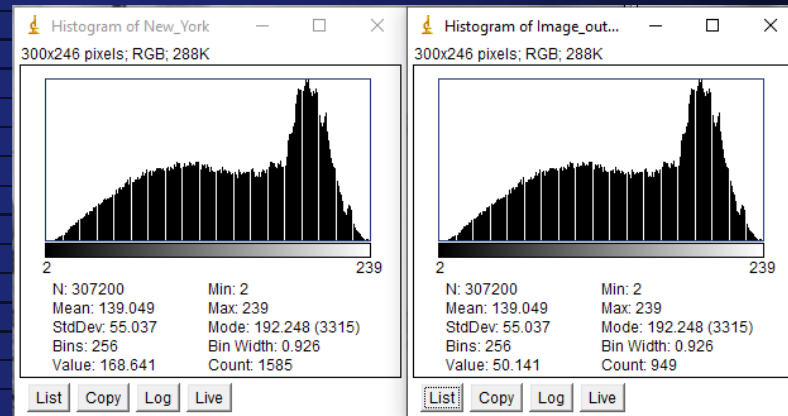 Histogram of New_York
300x246 pixels; RGB; 288K
2 239
N: 307200 Min: 2
Mean: 139.049 Max: 239
StdDev: 55.037 Mode: 192.248 (3315)
Bins: 256 Bin Width: 0.926
Value: 168.641 Count: 1585
List Copy Log Live
Histogram of Image_out...
300x246 pixels; RGB; 288K
2 239
N: 307200 Min: 2
Mean: 139.049 Max: 239
StdDev: 55.037 Mode: 192.248 (3315)
Bins: 256 Bin Width: 0.926
Value: 50.141 Count: 949
List Copy Log Live